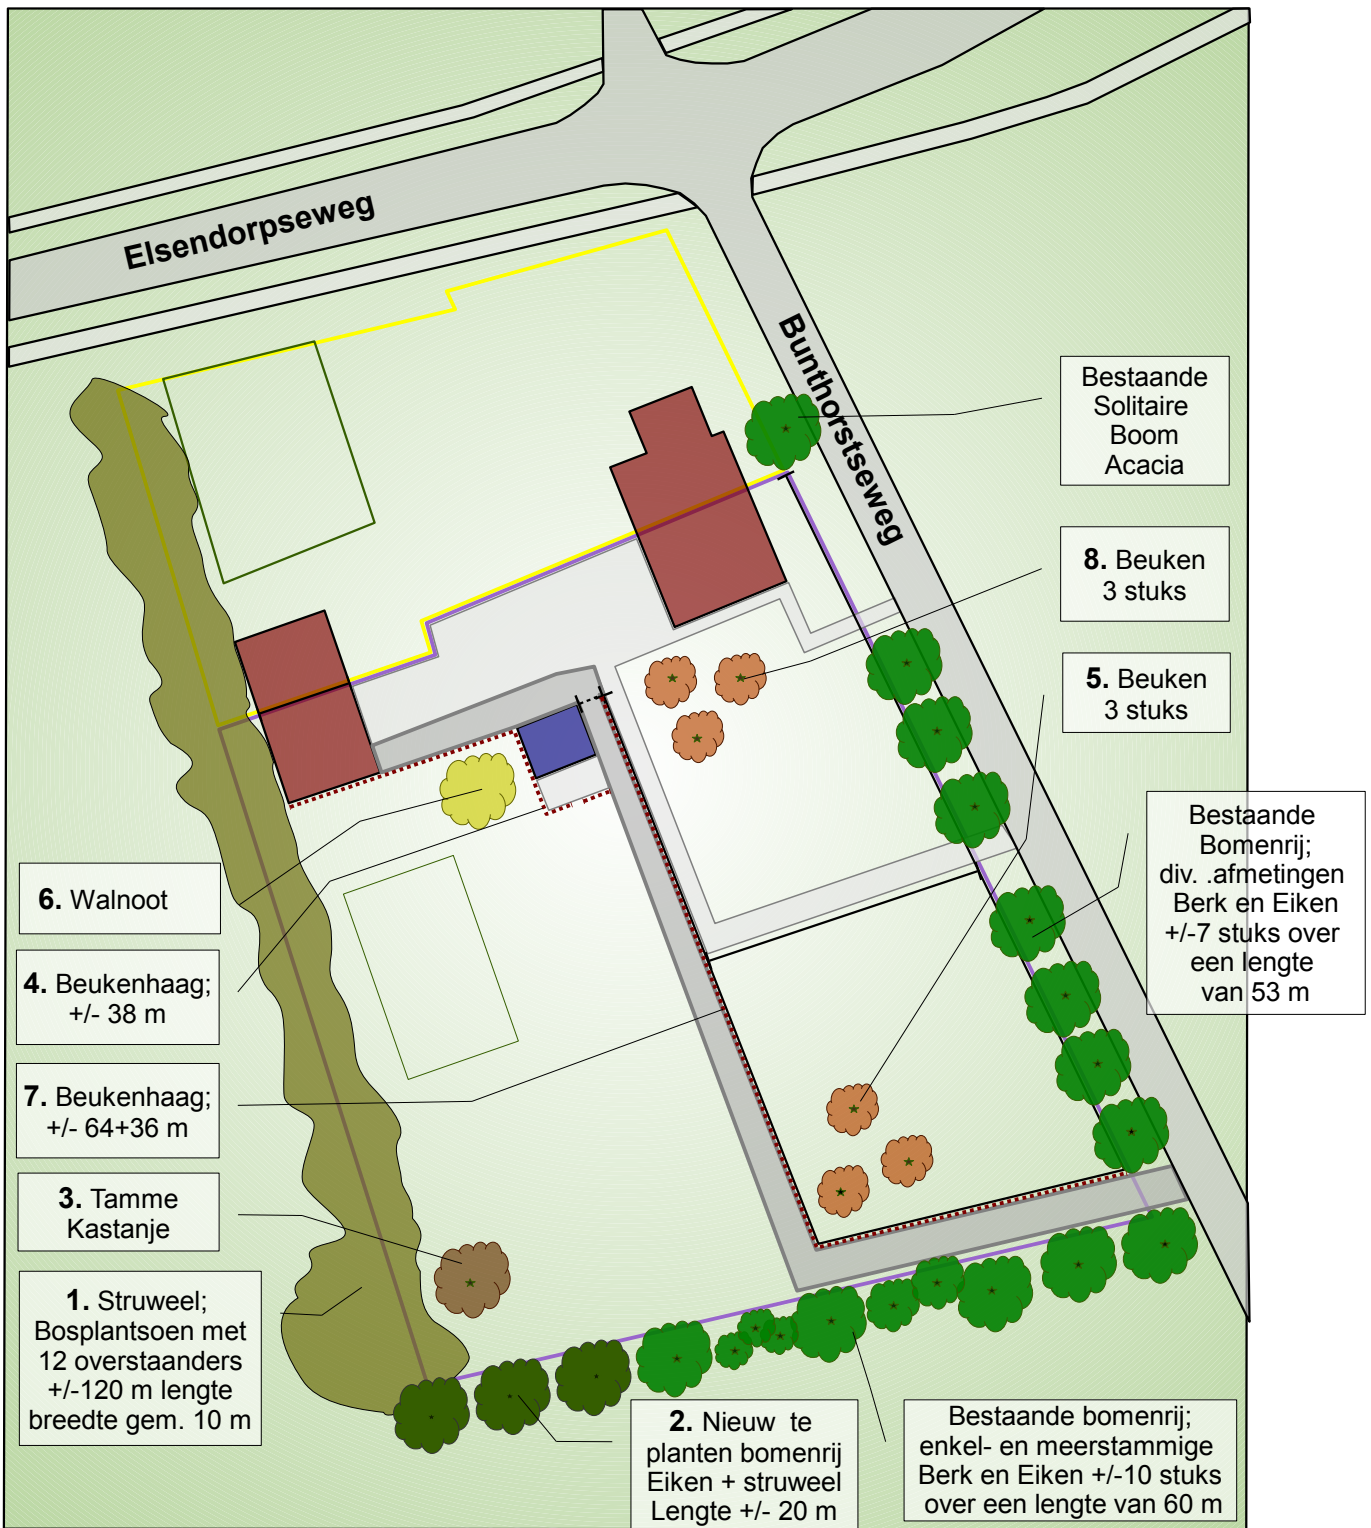 Elsendorpseweg
Bunthorstseweg
Bestaande
Solitaire
Boom
Acacia
8. Beuken
3 stuks
5. Beuken
3 stuks
Bestaande
Bomenrij;
div. .afmetingen
Berk en Eiken
+/-7 stuks over
een lengte
van 53 m
6. Walnoot
4. Beukenhaag;
+/- 38 m
7. Beukenhaag;
+/- 64+36 m
3. Tamme
Kastanje
1. Struweel;
Bosplantsoen met
12 overstaanders
+/-120 m lengte
breedte gem. 10 m
2. Nieuw te
planten bomenrij
Eiken + struweel
Lengte +/- 20 m
Bestaande bomenrij;
enkel- en meerstammige
Berk en Eiken +/-10 stuks
over een lengte van 60 m